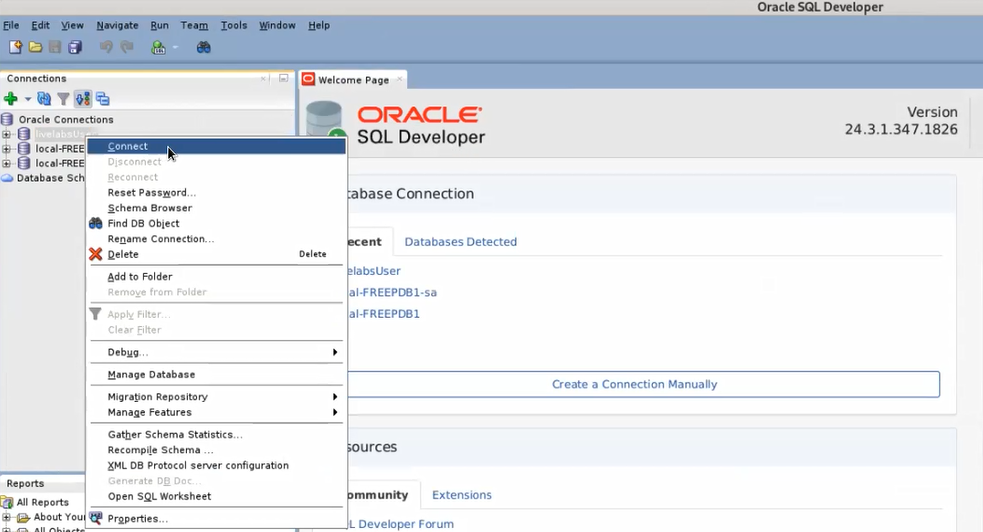 Oracle SQL Developer
File Edit View Navigate Run Team Tools Window Help
Connections
Welcome Page
Oracle Connections
livelabsUser
local-FREE
local-FREE
Database Sch
Connect
Disconnect
Reconnect
Reset Password...
Schema Browser
Find DB Object
Rename Connection...
Delete Delete
Add to Folder
Remove from Folder
Apply Filter...
Clear Filter
Debug...
Manage Database
Migration Repository
Manage Features
Gather Schema Statistics...
Recompile Schema ...
XML DB Protocol server configuration
Generate DB Doc...
Open SQL Worksheet
Properties...
ORACLE
SQL Developer
Version
24.3.1.347.1826
tabase Connection
ecent Databases Detected
elabsUser
al-FREEPDB1-sa
al-FREEPDB1
Create a Connection Manually
sources
ommunity Extensions
QL Developer Forum
Reports
All Reports
About You
All Objects